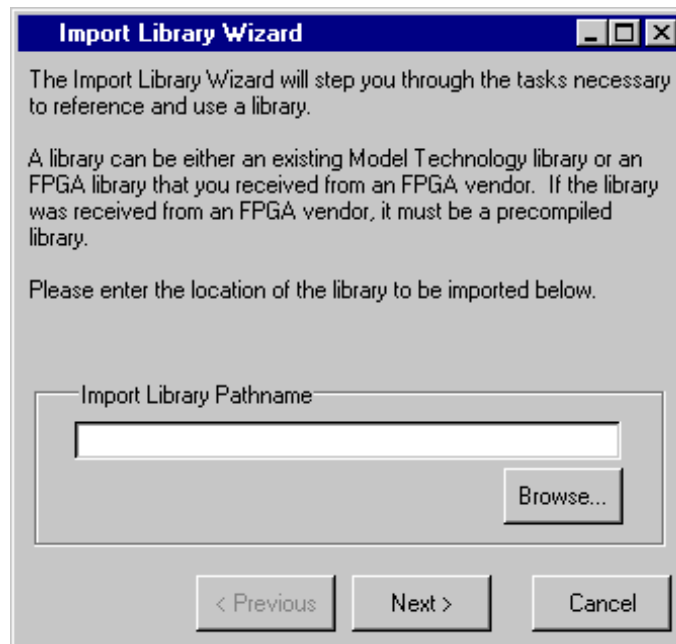 Import Library Wizard
The Import Library Wizard will step you through the tasks necessary
to reference and use a library.
A library can be either an existing Model Technology library or an
FPGA library that you received from an FPGA vendor.  If the library
was received from an FPGA vendor, it must be a precompiled
library.
Please enter the location of the library to be imported below.
Import Library Pathname
Browse...
< Previous
Next >
Cancel